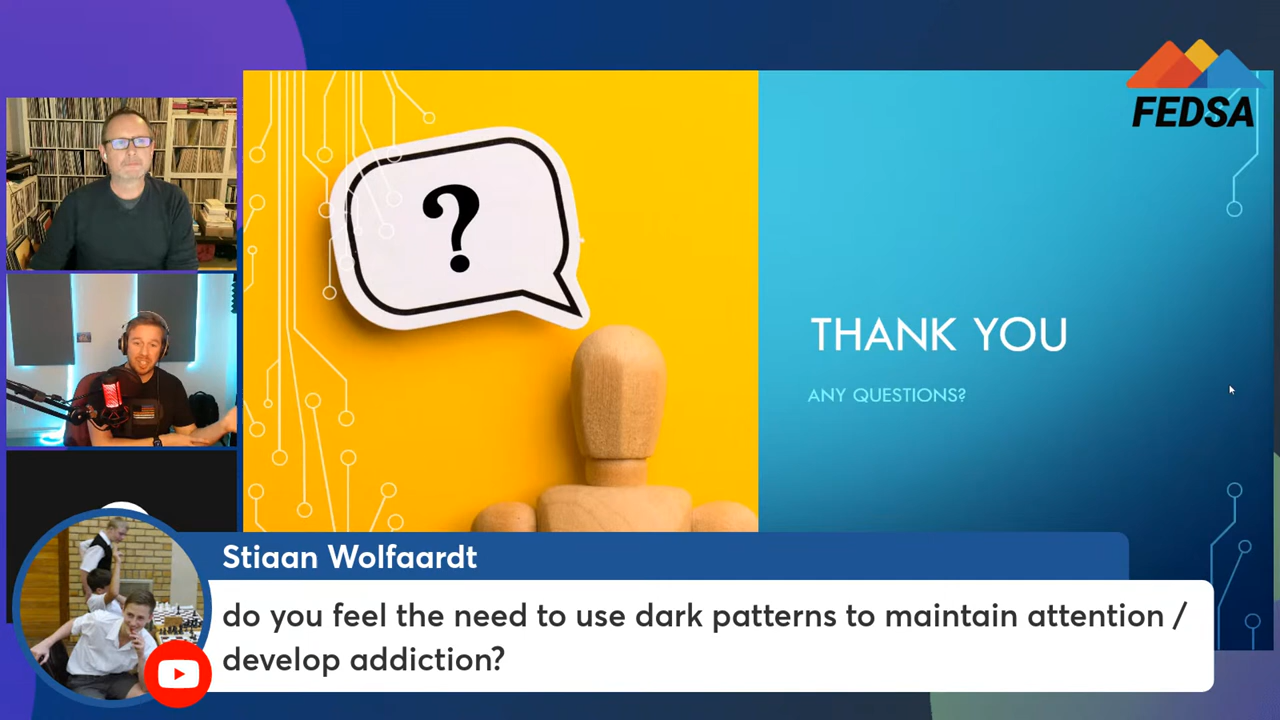 FEDSA
?
THANK YOU
ANY QUESTIONS?
Stiaan Wolfaardt
do you feel the need to use dark patterns to maintain attention /
develop addiction?